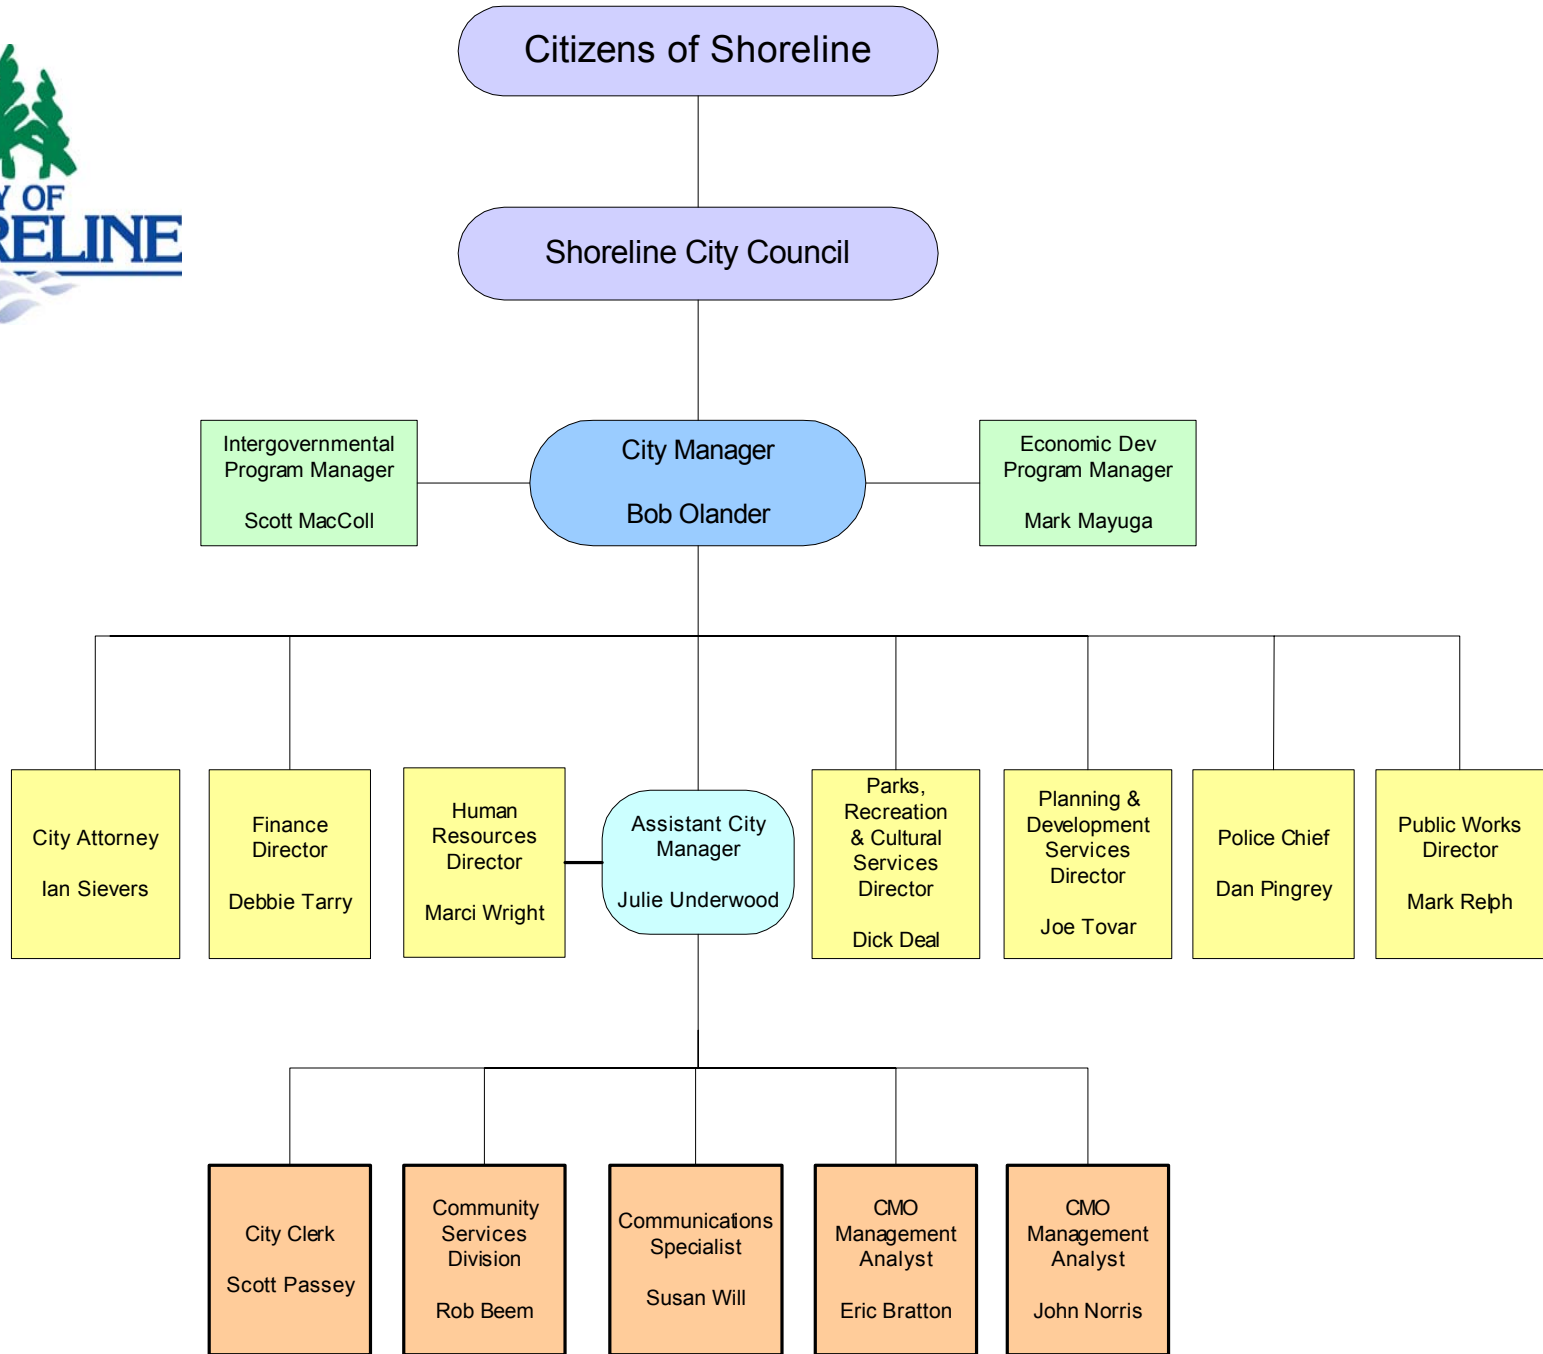 Citizens of Shoreline
Y OF
RELINE
Shoreline City Council
Intergovernmental
Program Manager
Scott MacColl
City Manager
Bob Olander
Economic Dev
Program Manager
Mark Mayuga
City Attorney
Ian Sievers
Finance
Director
Debbie Tarry
Human
Resources
Director
Marci Wright
Assistant City
Manager
Julie Underwood
Parks,
Recreation
& Cultural
Services
Director
Dick Deal
Planning &
Development
Services
Director
Joe Tovar
Police Chief
Dan Pingrey
Public Works
Director
Mark Relph
City Clerk
Scott Passey
Community
Services
Division
Rob Beem
Communications
Specialist
Susan Will
CMO
Management
Analyst
Eric Bratton
CMO
Management
Analyst
John Norris